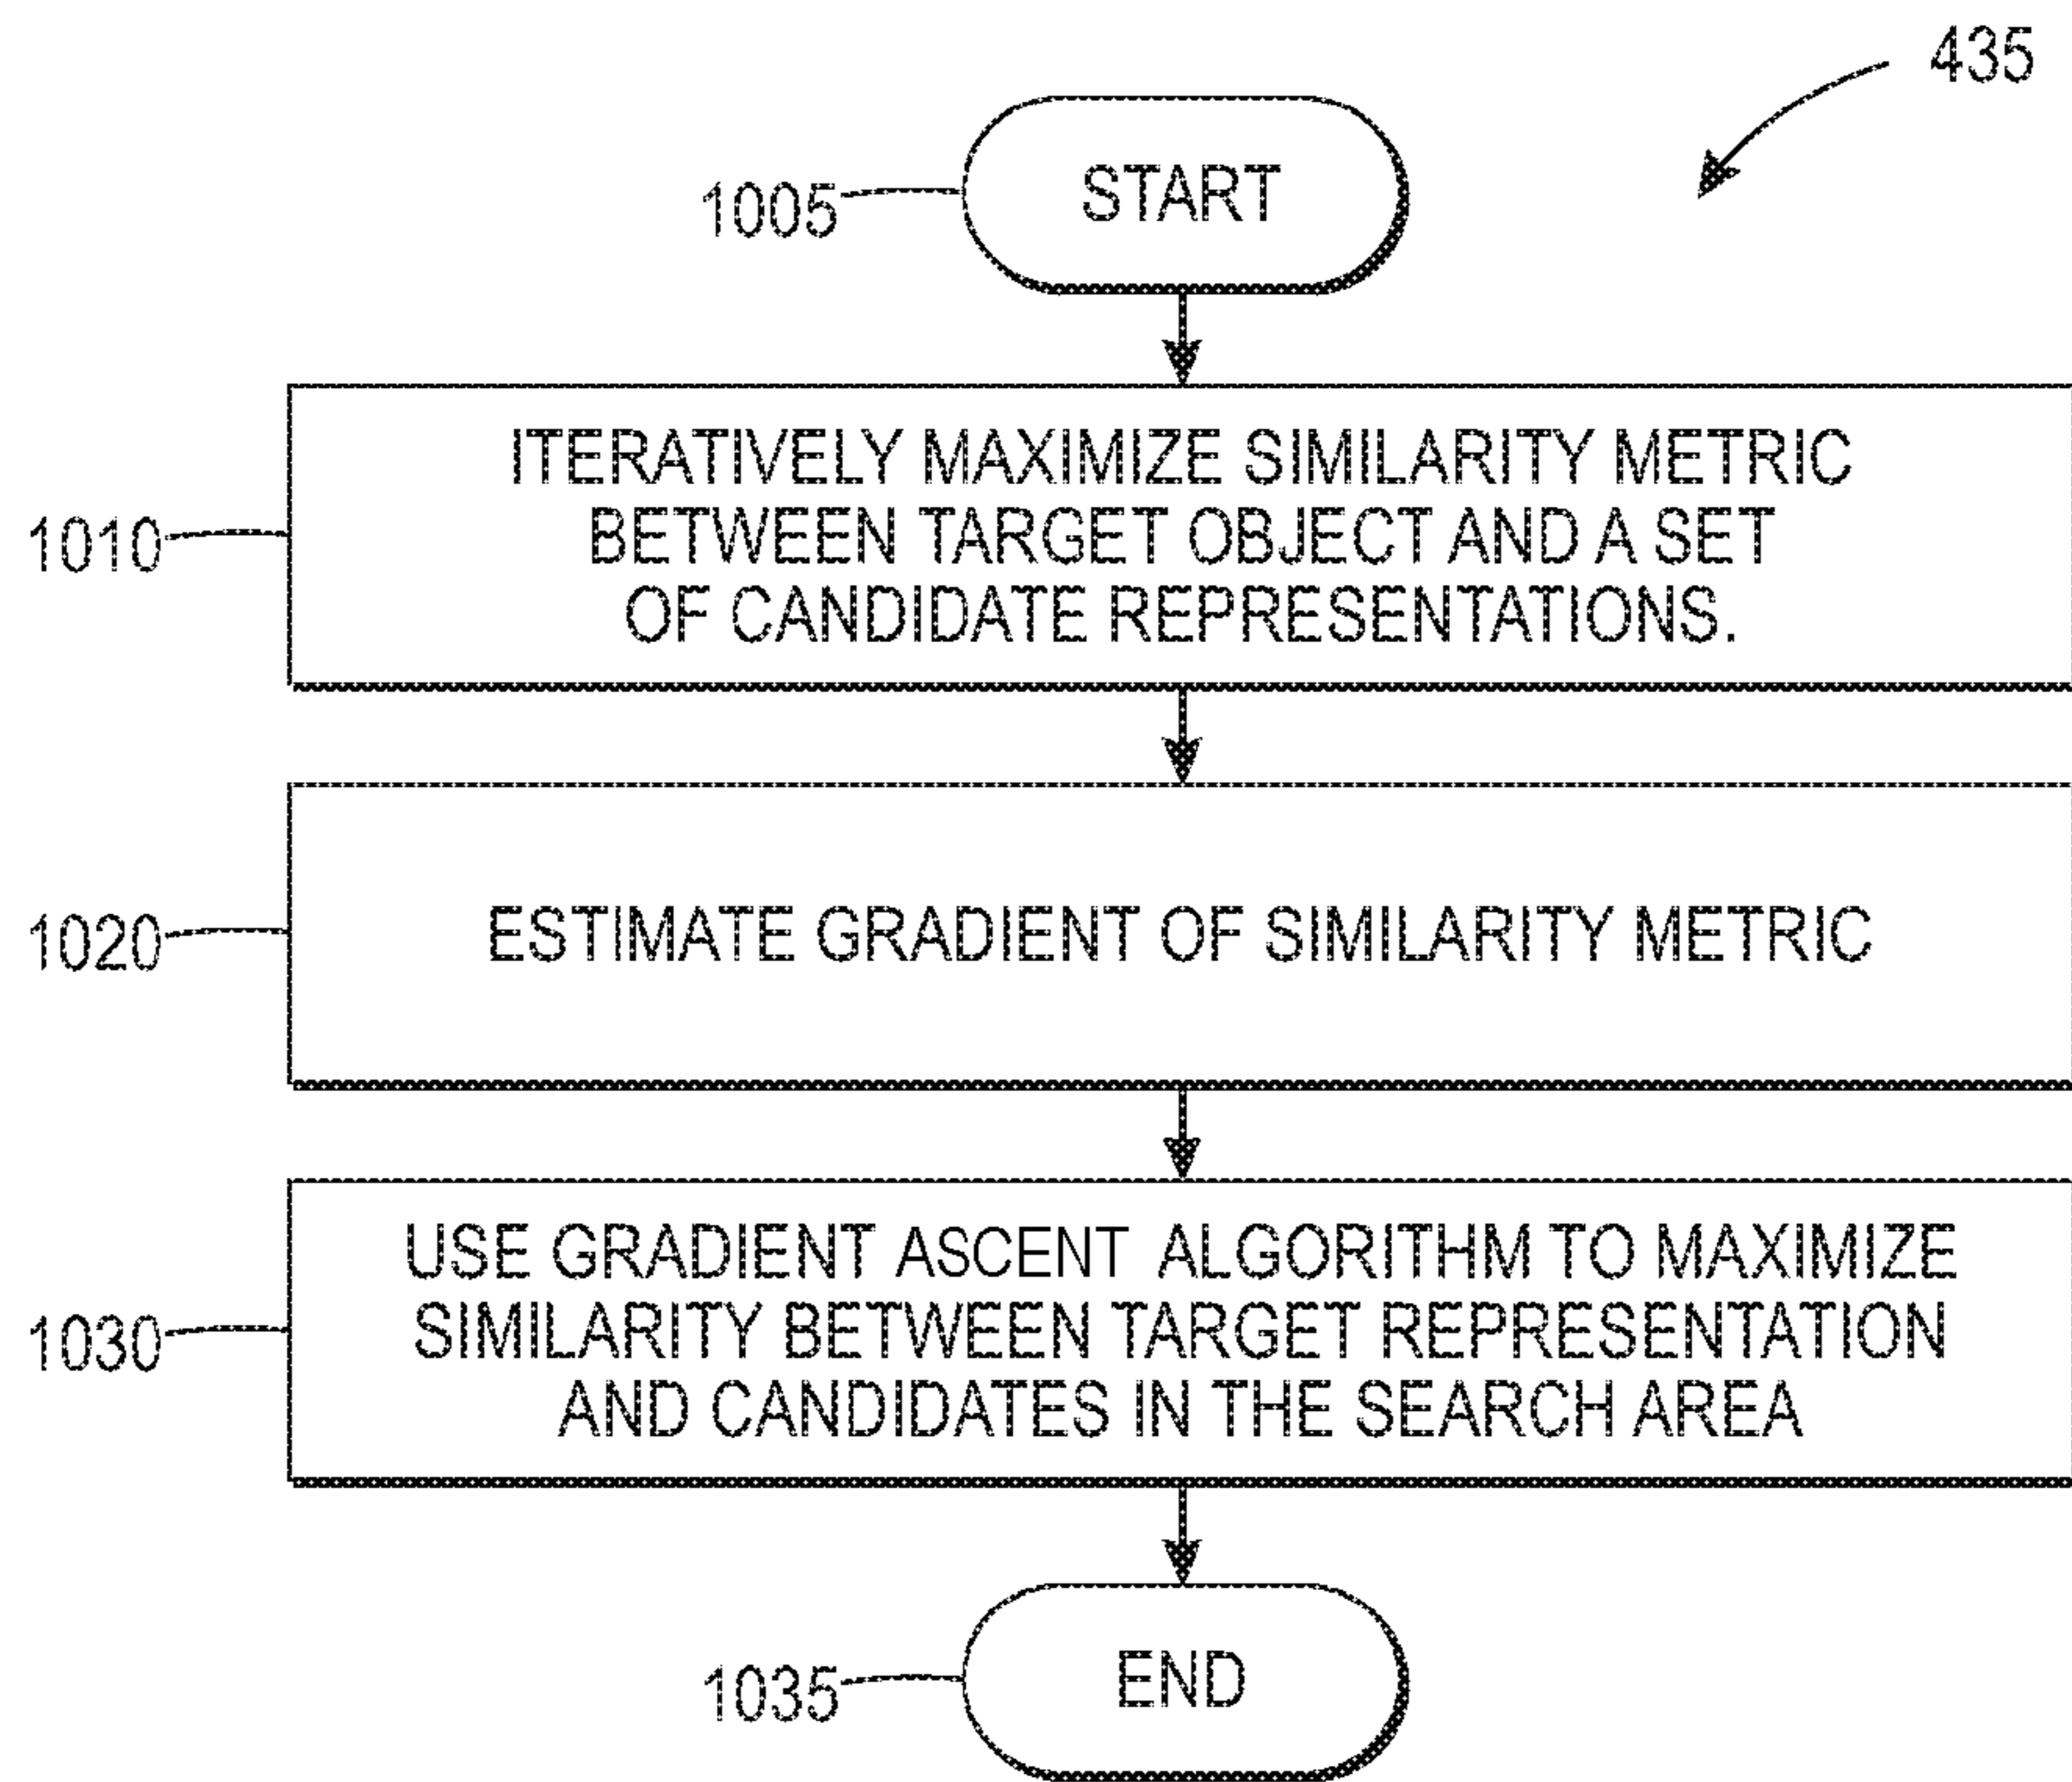 435
1005
START
1010
ITERATIVELY MAXIMIZE SIMILARITY METRIC
BETWEEN TARGET OBJECT AND A SET
OF CANDIDATE REPRESENTATIONS.
1020
ESTIMATE GRADIENT OF SIMILARITY METRIC
1030
USE GRADIENT ASCENT ALGORITHM TO MAXIMIZE
SIMILARITY BETWEEN TARGET REPRESENTATION
AND CANDIDATES IN THE SEARCH AREA
1035
END